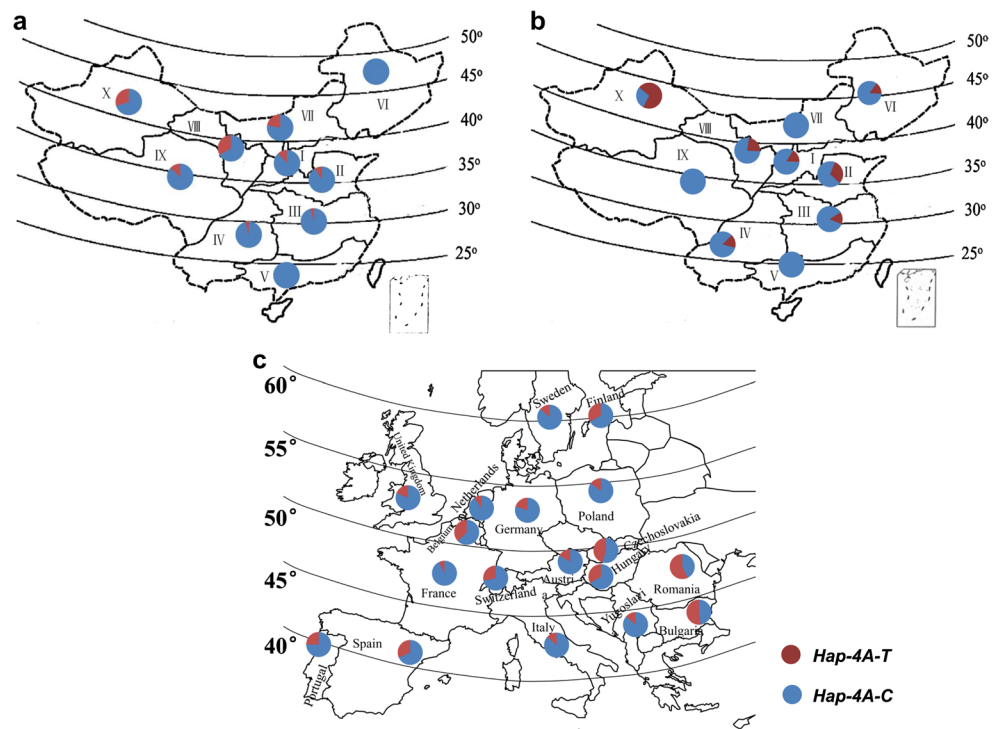 a
50°
45°
40°
35°
30°
25°
X
VI
VII
VIII
IX
I
II
III
IV
V
b
50°
45°
40°
35°
30°
25°
X
VI
VII
VIII
IX
I
II
III
IV
V
c
60°
55°
50°
45°
40°
Sweden
Finland
United Kingdom
Netherlands
Belgium
Germany
Poland
Czechoslovakia
Hungary
Austri
a
France
Switzerland
Romania
Yugoslavi
Bulgaria
Italy
Spain
Portugal
Hap-4A-T
Hap-4A-C